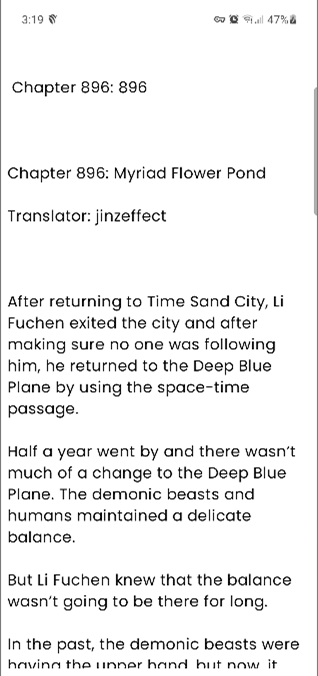 3:19
47%
Chapter 896: 896
Chapter 896: Myriad Flower Pond
Translator: jinzeffect
After returning to Time Sand City, Li
Fuchen exited the city and after
making sure no one was following
him, he returned to the Deep Blue
Plane by using the space-time
passage.
Half a year went by and there wasn't
much of a change to the Deep Blue
Plane. The demonic beasts and
humans maintained a delicate
balance.
But Li Fuchen knew that the balance
wasn't going to be there for long.
In the past, the demonic beasts were
having the upper hand, but now, it